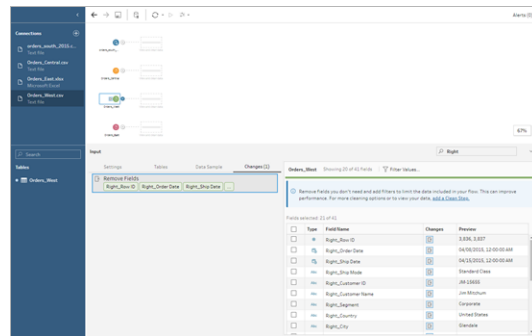 Alerts (0)
Connections
orders_south_2015.c...
Text file
Orders_Central.csv
Text file
Orders_East.xlsx
Microsoft Excel
Orders_West.csv
Text file
67%
Search
Tables
Orders_West
Input
Right
Settings
Tables
Data Sample
Changes (1)
Remove Fields
Right_Row ID
Right_Order Date
Right_Ship Date
...
Orders_West
Showing 20 of 41 fields
Filter Values...
Remove fields you don't need and add filters to limit the data included in your flow. This can improve
performance. For more cleaning options or to view your data, add a Clean Step.
Fields selected: 21 of 41
Type
Field Name
Changes
Preview
Right_Row ID
3,836, 3,837
Right_Order Date
04/08/2015, 12:00:00 AM
Right_Ship Date
04/15/2015, 12:00:00 AM
Right_Ship Mode
Standard Class
Right_Customer ID
Right_Customer Name
Jim Mitchum
Right_Segment
Corporate
Right_Country
United States
Right_City
Glendale